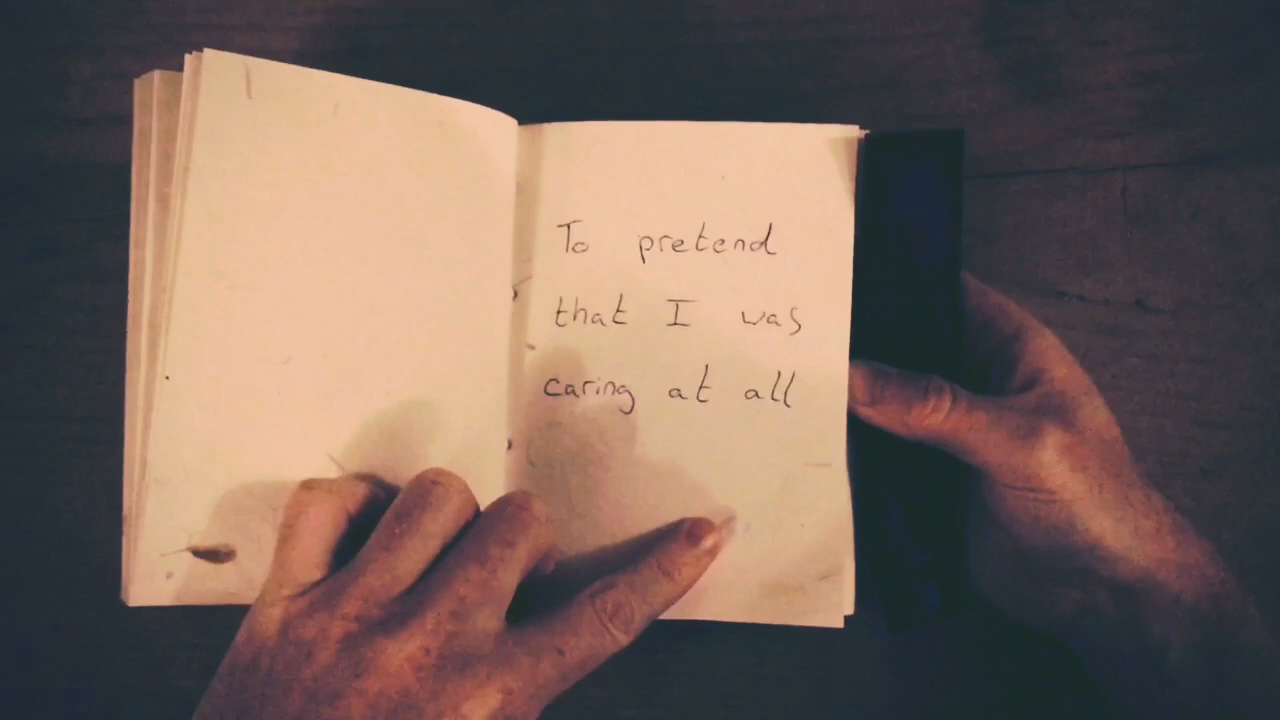 To pretend
that I was
caring at all